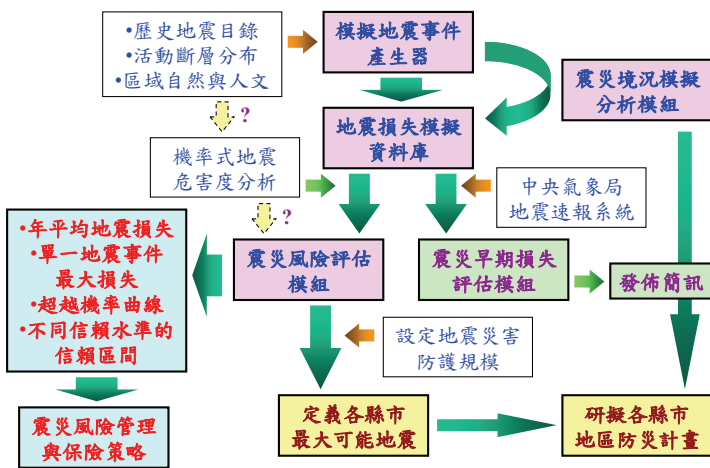 •歷史地震目錄
•活動斷層分布
•區域自然與人文
模擬地震事件
產生器
震災境況模擬
分析模組
?
地震損失模擬
資料庫
機率式地震
危害度分析
中央氣象局
地震速報系統
?
•年平均地震損失
•單一地震事件
最大損失
•超越機率曲線
•不同信賴水準的
信賴區間
震災風險評估
模組
震災早期損失
評估模組
發佈簡訊
設定地震災害
防護規模
震災風險管理
與保險策略
定義各縣市
最大可能地震
研擬各縣市
地區防災計畫